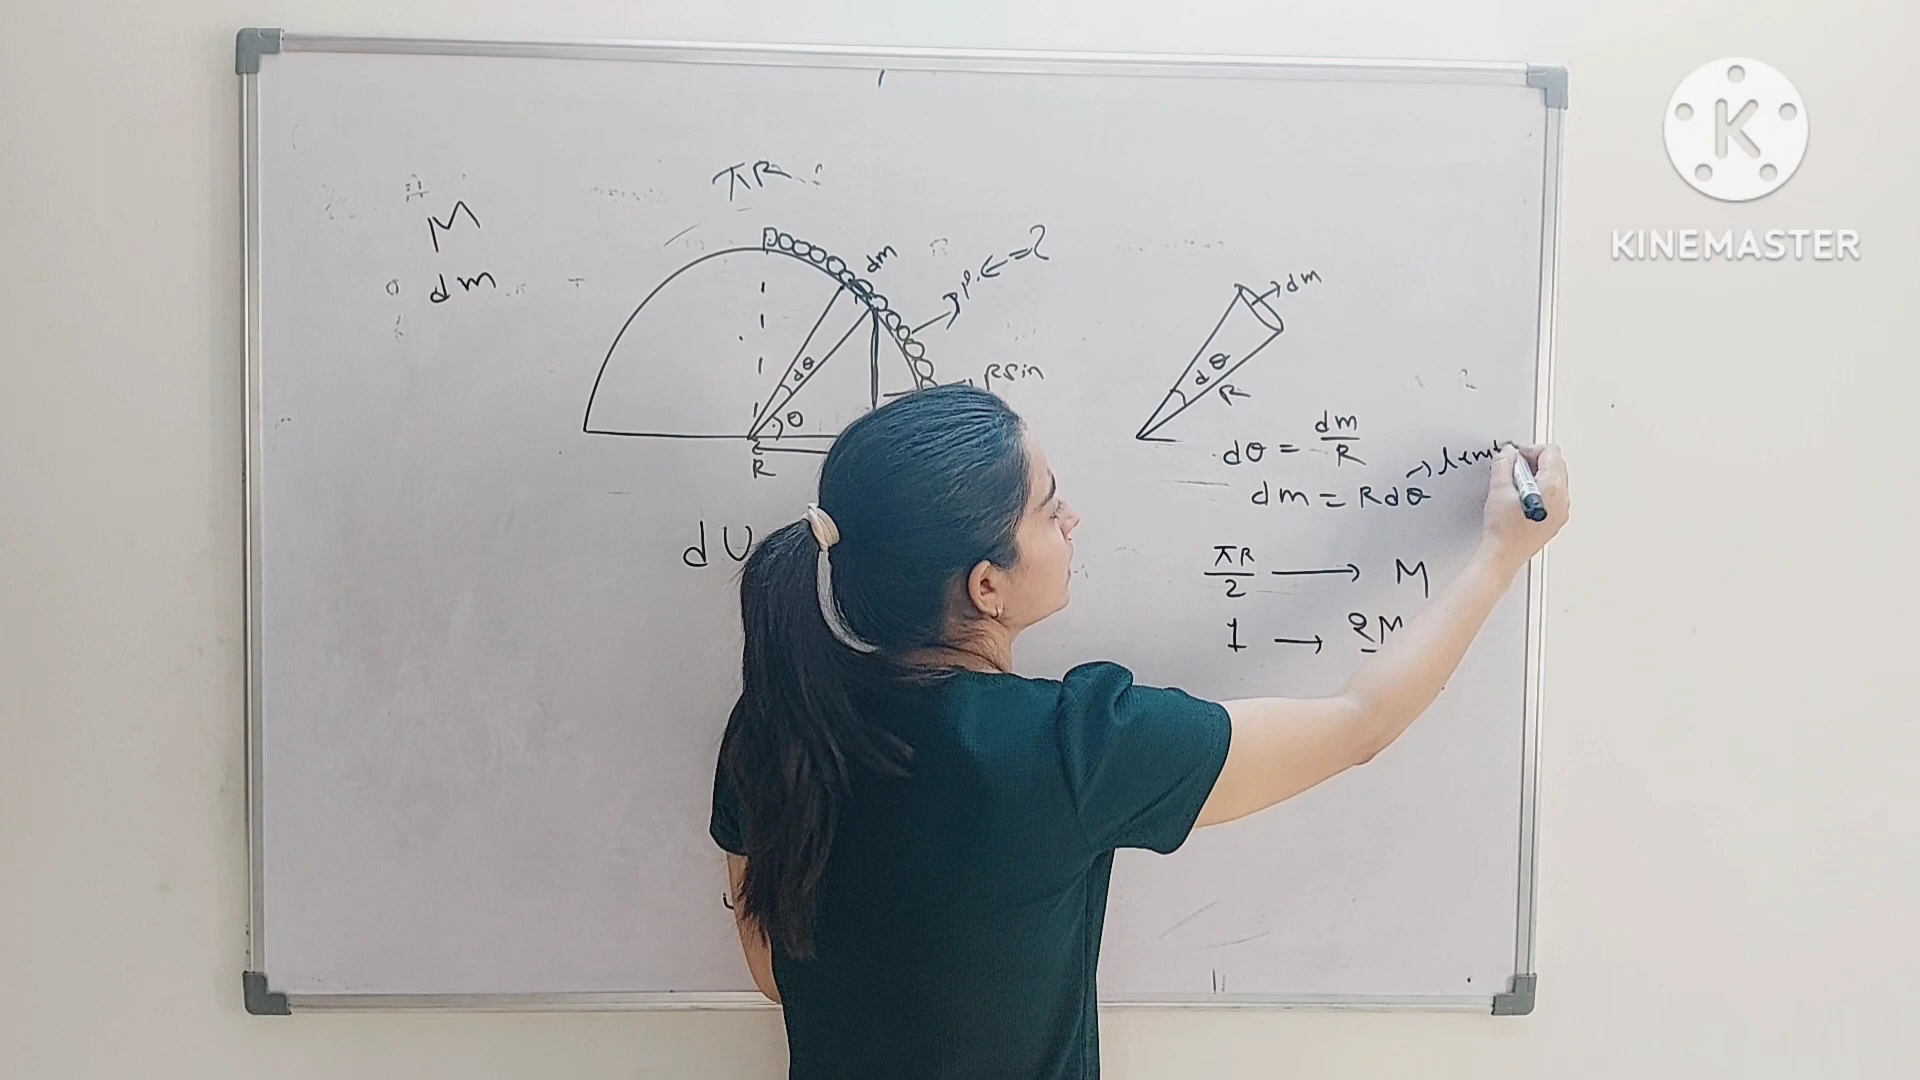 πR
M
dm
dm
P.E = ?
dθ
θ
R
Rsin
dU
dm
dθ
R
dθ = dm/R
dm = Rdθ
πR/2 → M
1 → 2M
K
KINEMASTER